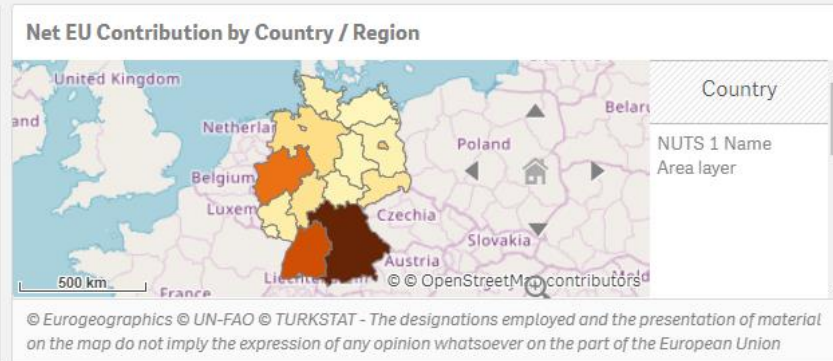 Net EU Contribution by Country / Region
United Kingdom
Country
Belaru
and
Netherla
Poland
NUTS 1 Name
Area layer
Belgium
Luxem
Czechia
Slovakia
Austria
500 km
© © OpenStreetMap contributors
France
© Eurogeographics © UN-FAO © TURKSTAT - The designations employed and the presentation of material
on the map do not imply the expression of any opinion whatsoever on the part of the European Union